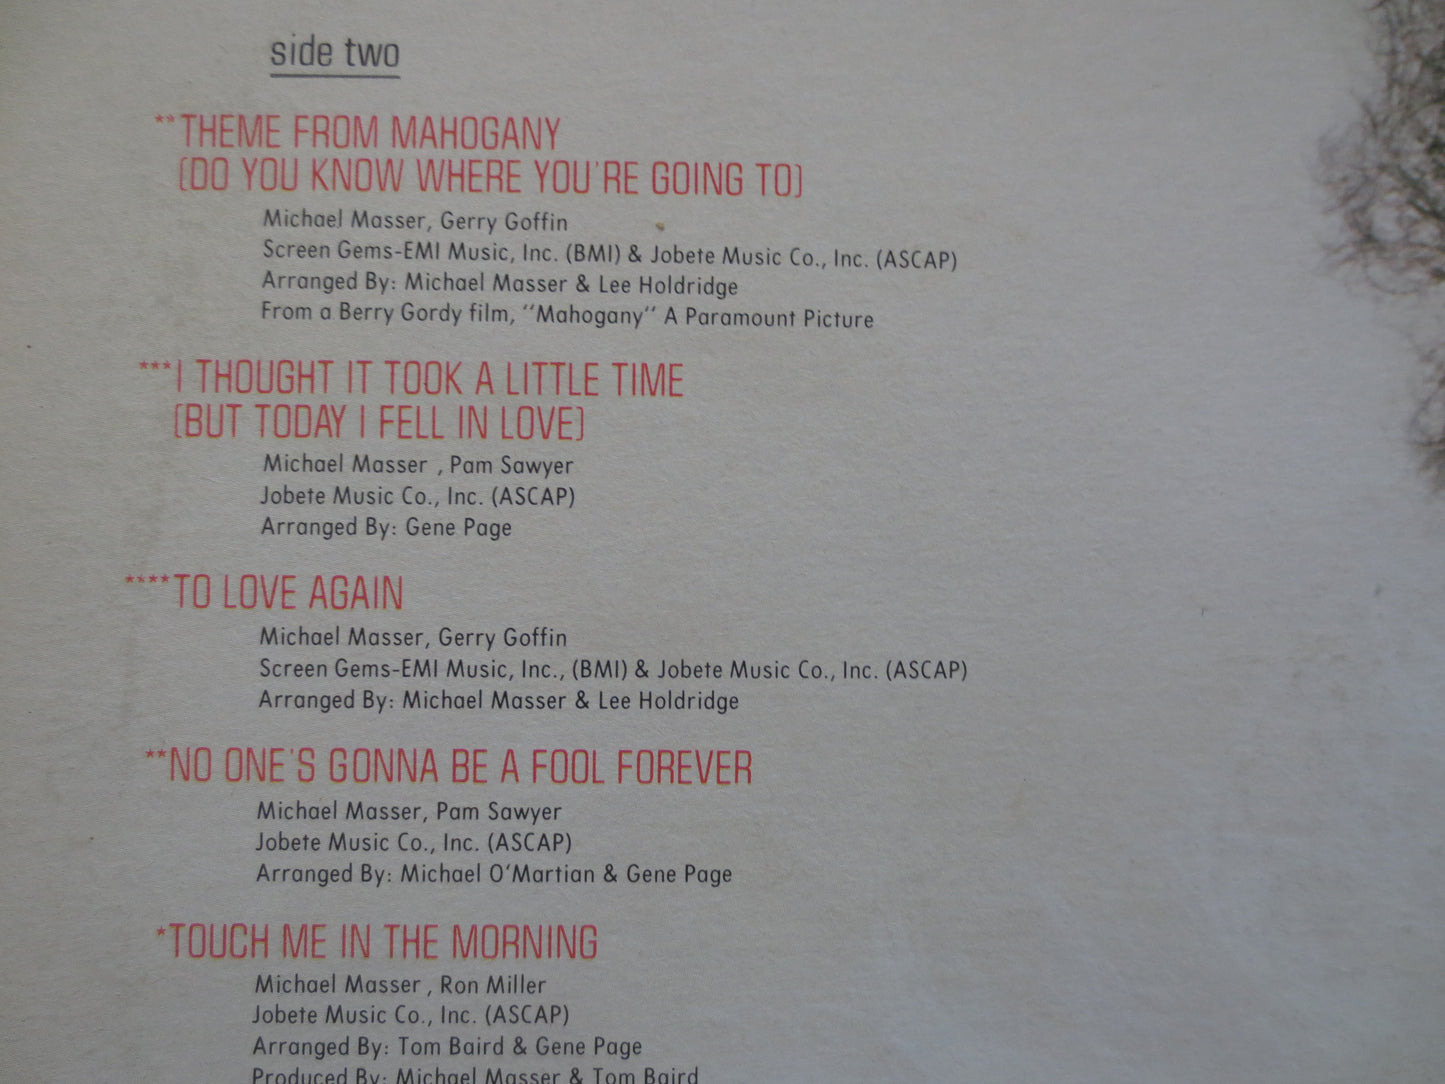 side two
**THEME FROM MAHOGANY
(DO YOU KNOW WHERE YOU'RE GOING TO)
Michael Masser, Gerry Goffin
Screen Gems-EMI Music, Inc. (BMI) & Jobete Music Co., Inc. (ASCAP)
Arranged By: Michael Masser & Lee Holdridge
From a Berry Gordy film, "Mahogany" A Paramount Picture
***I THOUGHT IT TOOK A LITTLE TIME
(BUT TODAY I FELL IN LOVE)
Michael Masser , Pam Sawyer
Jobete Music Co., Inc. (ASCAP)
Arranged By: Gene Page
****TO LOVE AGAIN
Michael Masser, Gerry Goffin
Screen Gems-EMI Music, Inc., (BMI) & Jobete Music Co., Inc. (ASCAP)
Arranged By: Michael Masser & Lee Holdridge
**NO ONE'S GONNA BE A FOOL FOREVER
Michael Masser, Pam Sawyer
Jobete Music Co., Inc. (ASCAP)
Arranged By: Michael O'Martian & Gene Page
*TOUCH ME IN THE MORNING
Michael Masser , Ron Miller
Jobete Music Co., Inc. (ASCAP)
Arranged By: Tom Baird & Gene Page
Produced By: Michael Masser & Tom Baird